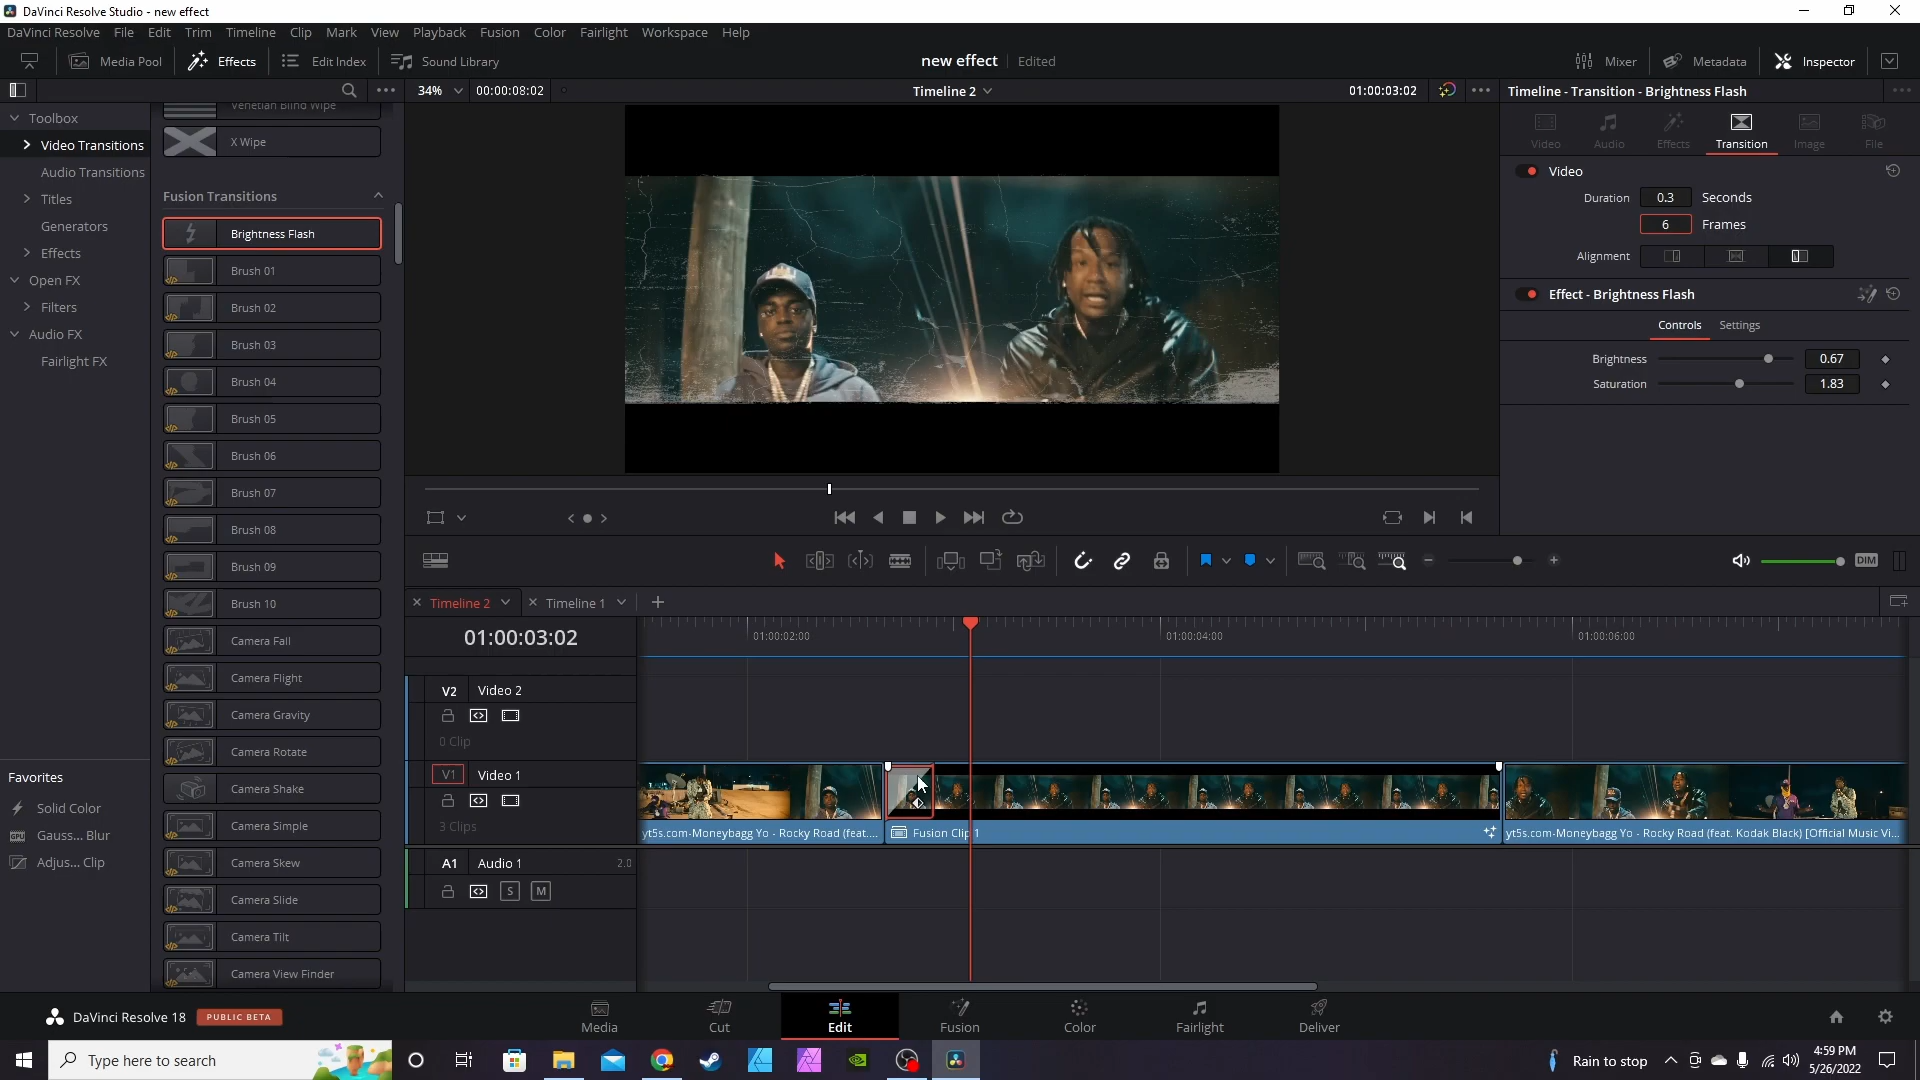 DaVinci Resolve Studio - new effect
DaVinci Resolve File Edit Trim Timeline Clip Mark View Playback Fusion Color Fairlight Workspace Help
Media Pool Effects Edit Index Sound Library new effect Edited Mixer Metadata Inspector
34% 00:00:08:02 Timeline 2 01:00:03:02 Timeline - Transition - Brightness Flash
Toolbox
Video Transitions
Audio Transitions
Titles
Generators
Effects
Open FX
Filters
Audio FX
Fairlight FX
Favorites
Solid Color
Gauss... Blur
Adjus... Clip
Venetian Blind Wipe
X Wipe
Fusion Transitions
Brightness Flash
Brush 01
Brush 02
Brush 03
Brush 04
Brush 05
Brush 06
Brush 07
Brush 08
Brush 09
Brush 10
Camera Fall
Camera Flight
Camera Gravity
Camera Rotate
Camera Shake
Camera Simple
Camera Skew
Camera Slide
Camera Tilt
Camera View Finder
Video Audio Effects Transition Image File
Video
Duration 0.3 Seconds
6 Frames
Alignment
Effect - Brightness Flash
Controls Settings
Brightness 0.67
Saturation 1.83
DIM
Timeline 2 Timeline 1
01:00:03:02
01:00:02:00 01:00:04:00 01:00:06:00
V2 Video 2
0 Clip
V1 Video 1
3 Clips
yt5s.com-Moneybagg Yo - Rocky Road (feat.... Fusion Clip 1 yt5s.com-Moneybagg Yo - Rocky Road (feat. Kodak Black) [Official Music Vi...
A1 Audio 1 2.0
S M
DaVinci Resolve 18 PUBLIC BETA
Media Cut Edit Fusion Color Fairlight Deliver
Type here to search
GPU
Rain to stop
4:59 PM
5/26/2022